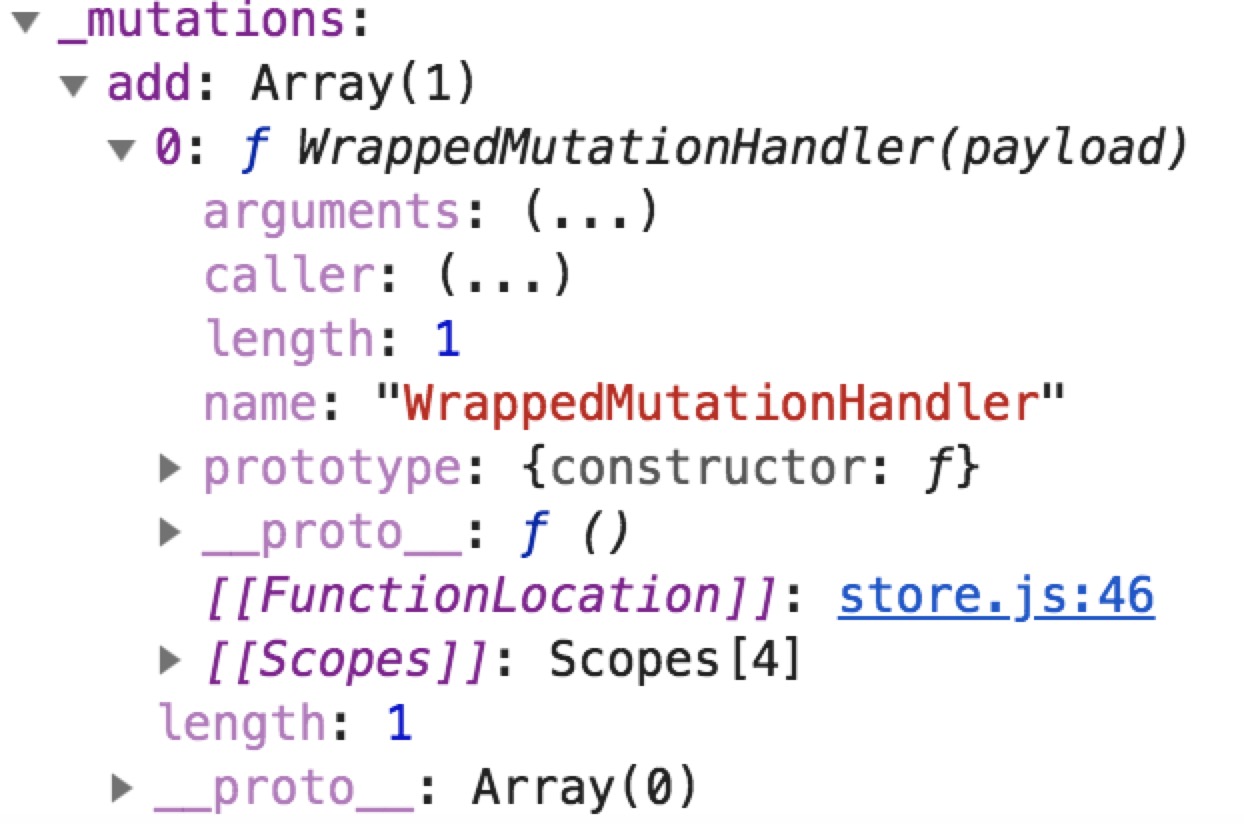 _mutations:
add: Array(1)
0: ƒ WrappedMutationHandler(payload)
arguments: (...)
caller: (...)
length: 1
name: "WrappedMutationHandler"
prototype: {constructor: ƒ}
__proto__: ƒ ()
[[FunctionLocation]]: store.js:46
[[Scopes]]: Scopes[4]
length: 1
__proto__: Array(0)